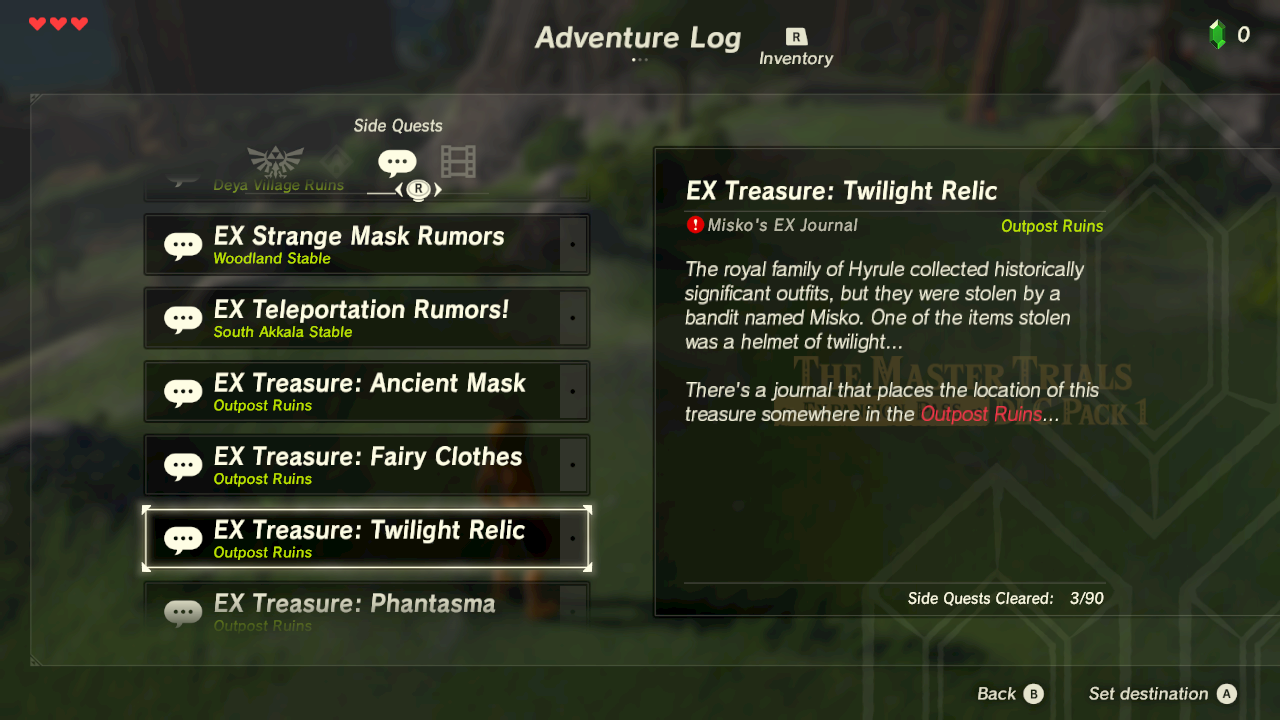 Adventure Log
R
Inventory
0
Side Quests
R
Deya Village Ruins
EX Strange Mask Rumors
Woodland Stable
EX Teleportation Rumors!
South Akkala Stable
EX Treasure: Ancient Mask
Outpost Ruins
EX Treasure: Fairy Clothes
Outpost Ruins
EX Treasure: Twilight Relic
Outpost Ruins
EX Treasure: Phantasma
Outpost Ruins
EX Treasure: Twilight Relic
! Misko's EX Journal
Outpost Ruins
The royal family of Hyrule collected historically
significant outfits, but they were stolen by a
bandit named Misko. One of the items stolen
was a helmet of twilight...
The Master Trials
There's a journal that places the location of this
treasure somewhere in the Outpost Ruins...
Pack 1
Side Quests Cleared: 3/90
Back B
Set destination A